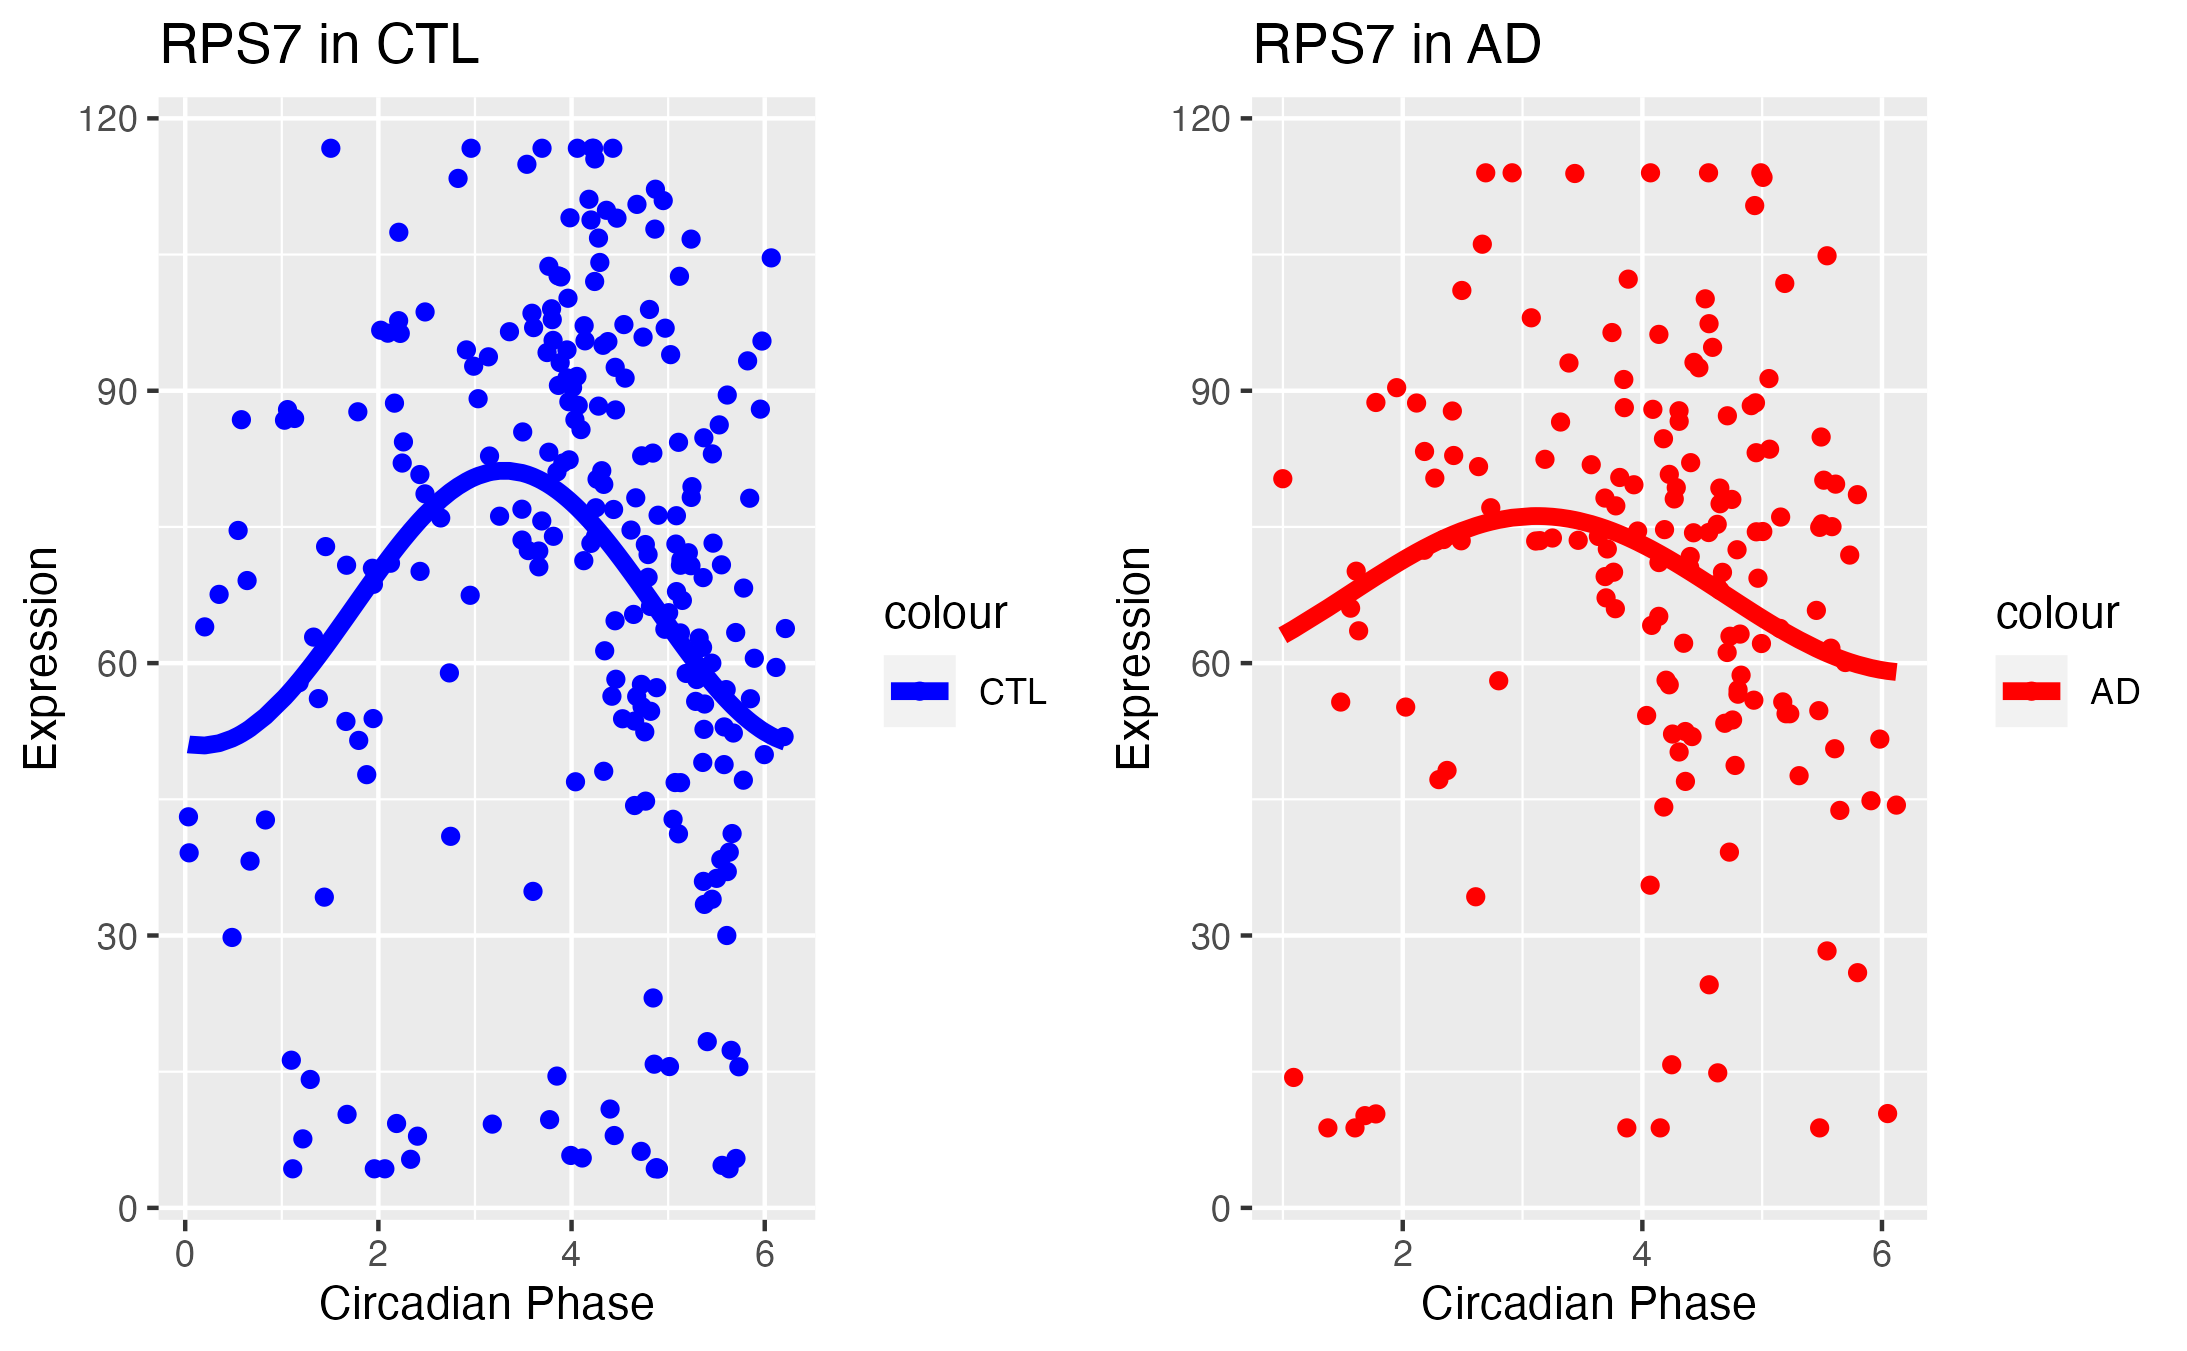 RPS7 in CTL
120
90
60
30
0
Expression
0 2 4 6
Circadian Phase
colour
CTL
RPS7 in AD
120
90
60
30
0
Expression
2 4 6
Circadian Phase
colour
AD